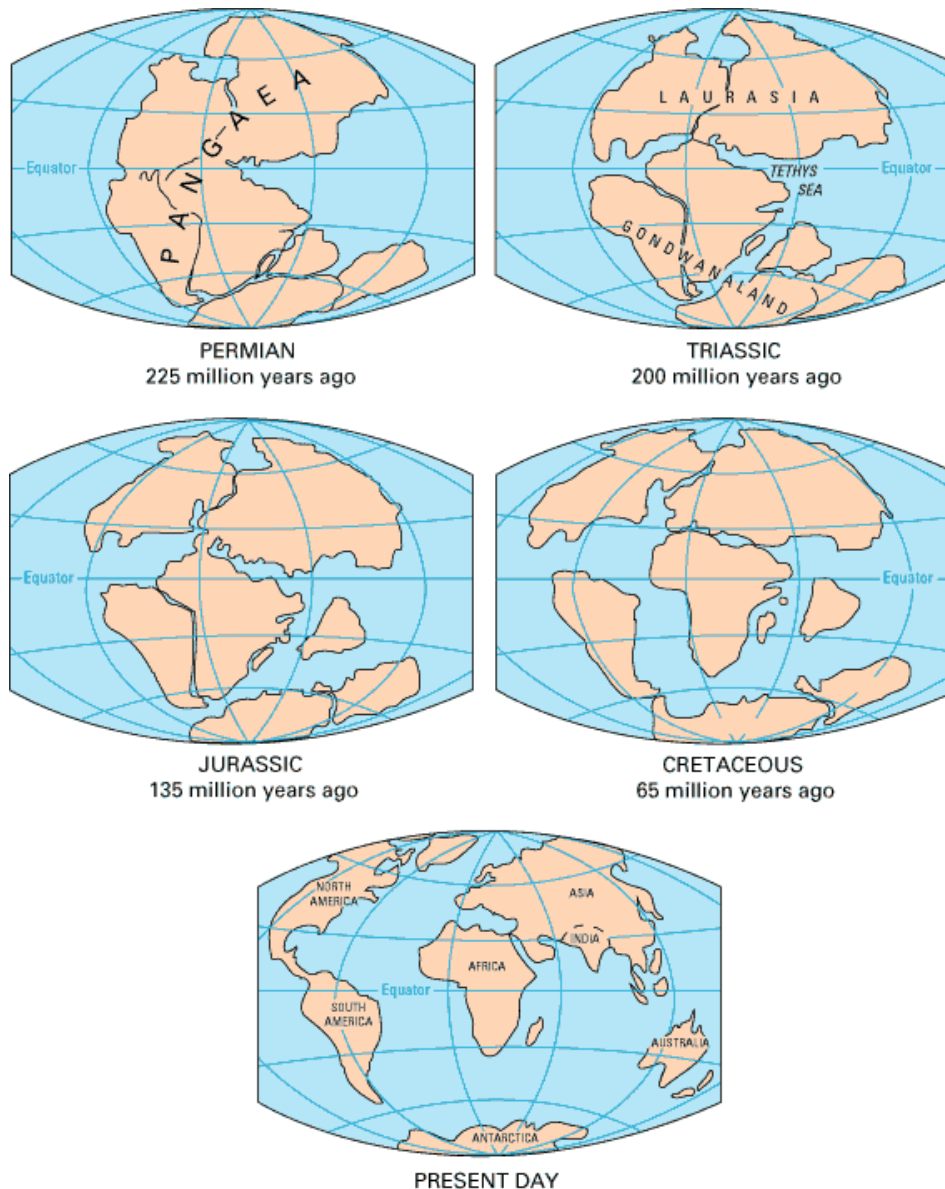 PANGAEA
Equator
PERMIAN
225 million years ago
LAURASIA
TETHYS
SEA
Equator
GONDWANALAND
TRIASSIC
200 million years ago
Equator
JURASSIC
135 million years ago
Equator
CRETACEOUS
65 million years ago
NORTH
AMERICA
ASIA
INDIA
AFRICA
Equator
SOUTH
AMERICA
AUSTRALIA
ANTARCTICA
PRESENT DAY